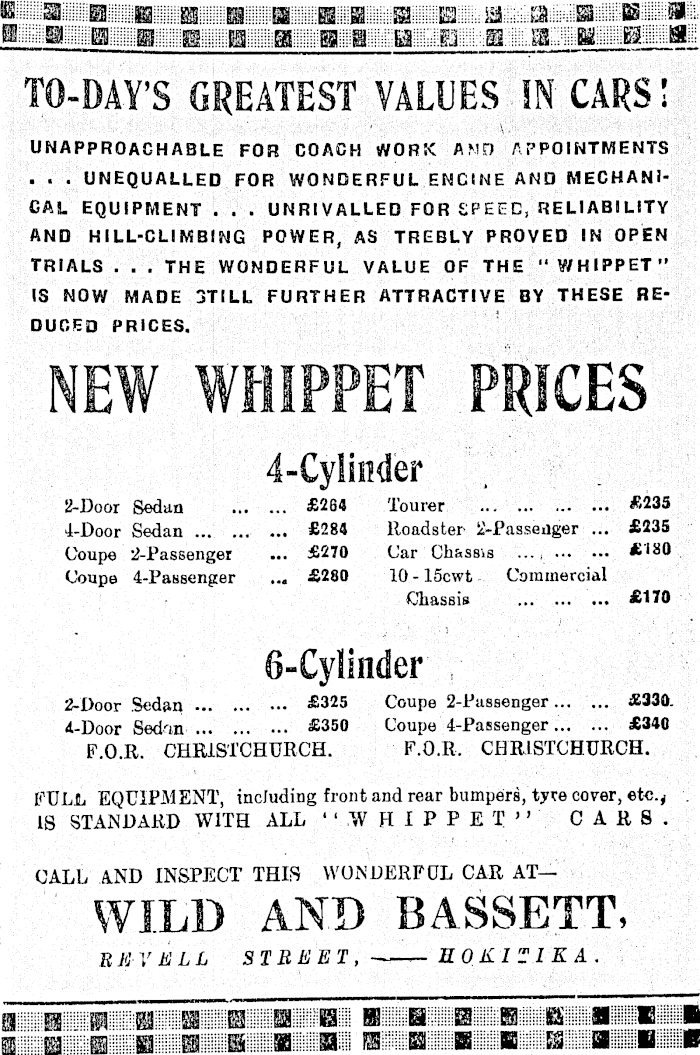 TO-DAY'S GREATEST VALUES IN CARS!
UNAPPROACHABLE FOR COACH WORK AND APPOINTMENTS
. . . UNEQUALLED FOR WONDERFUL ENGINE AND MECHANI-
CAL EQUIPMENT . . . UNRIVALLED FOR SPEED, RELIABILITY
AND HILL-CLIMBING POWER, AS TREBLY PROVED IN OPEN
TRIALS . . . THE WONDERFUL VALUE OF THE "WHIPPET"
IS NOW MADE STILL FURTHER ATTRACTIVE BY THESE RE-
DUCED PRICES.
NEW WHIPPET PRICES
4-Cylinder
2-Door Sedan ... ... £264
4-Door Sedan ... ... ... £284
Coupe 2-Passenger ... £270
Coupe 4-Passenger ... £280
Tourer ... ... ... ... £235
Roadster 2-Passenger ... £235
Car Chassis ... ... ... £180
10-15cwt Commercial
Chassis ... ... ... £170
6-Cylinder
2-Door Sedan ... ... ... £325
4-Door Sedan ... ... ... £350
F.O.R. CHRISTCHURCH.
Coupe 2-Passenger ... ... £330.
Coupe 4-Passenger ... ... £340
F.O.R. CHRISTCHURCH.
FULL EQUIPMENT, including front and rear bumpers, tyre cover, etc.,
IS STANDARD WITH ALL "WHIPPET" CARS.
CALL AND INSPECT THIS WONDERFUL CAR AT—
WILD AND BASSETT,
REVELL STREET, —— HOKITIKA.